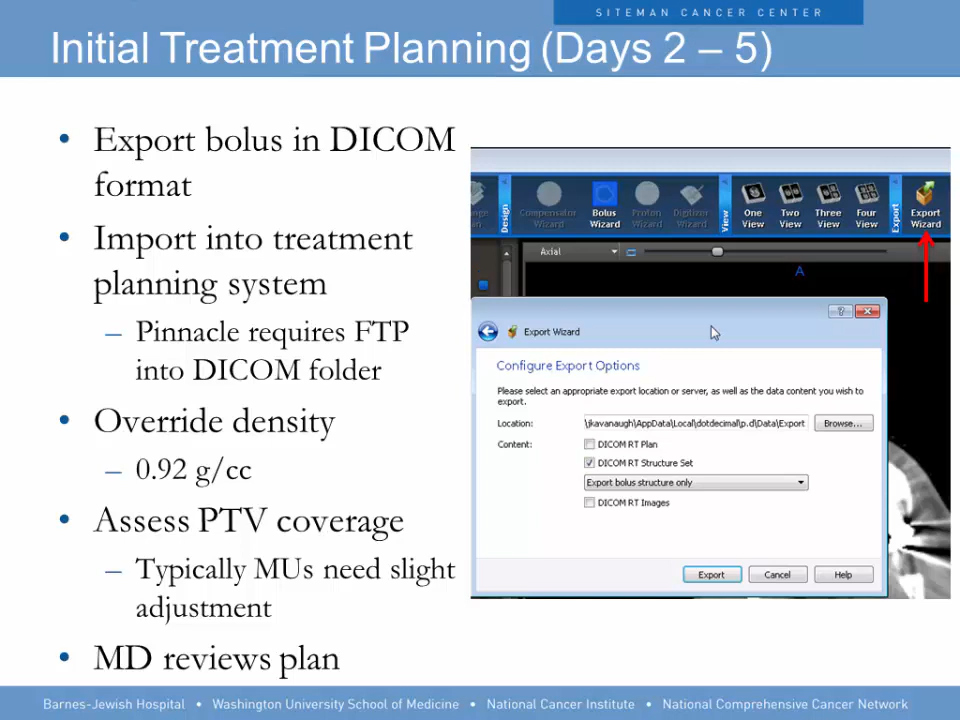 SITEMAN CANCER CENTER
Initial Treatment Planning (Days 2 – 5)
• Export bolus in DICOM
format
• Import into treatment
planning system
– Pinnacle requires FTP
into DICOM folder
• Override density
– 0.92 g/cc
• Assess PTV coverage
– Typically MUs need slight
adjustment
• MD reviews plan
Design
Compensator
Wizard
Bolus
Wizard
Proton
Wizard
Digitizer
Wizard
View
One
View
Two
View
Three
View
Four
View
Export
Export
Wizard
Axial
A
Export Wizard
Configure Export Options
Please select an appropriate export location or server, as well as the data content you wish to
export.
Location: \jkavanaugh\AppData\Local\dotdecimal\p.d\Data\Export Browse...
Content: DICOM RT Plan
DICOM RT Structure Set
Export bolus structure only
DICOM RT Images
Export Cancel Help
Barnes-Jewish Hospital • Washington University School of Medicine • National Cancer Institute • National Comprehensive Cancer Network